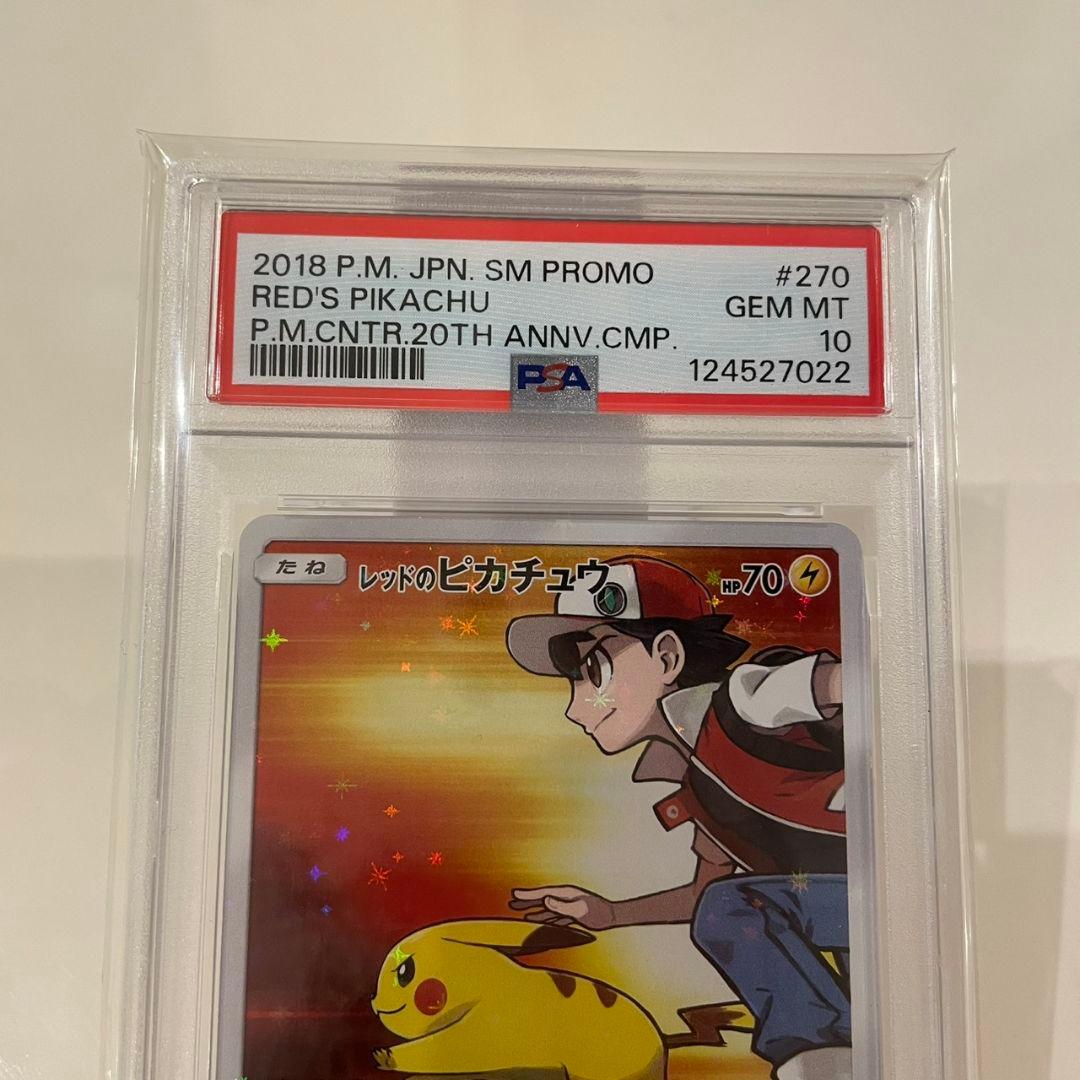 2018 P.M. JPN. SM PROMO #270
RED'S PIKACHU GEM MT
P.M.CNTR.20TH ANNV.CMP. 10
PSA 124527022
たね レッドのピカチュウ HP70